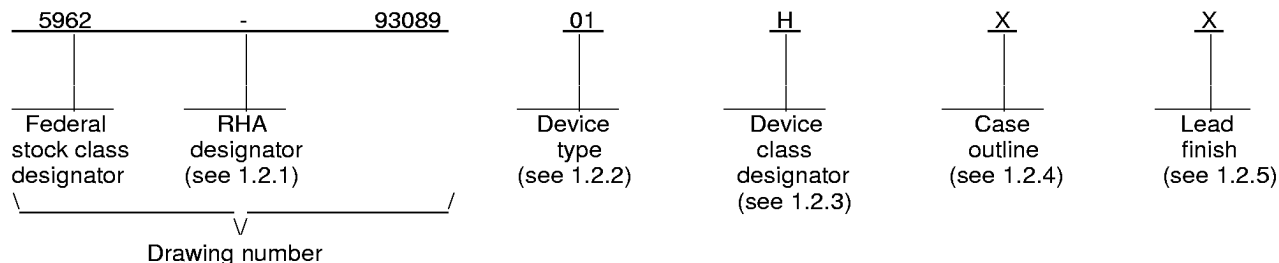 5962 - 93089 01 H X X
Federal RHA Device Device Case Lead
stock class designator type class outline finish
designator (see 1.2.1) (see 1.2.2) designator (see 1.2.4) (see 1.2.5)
(see 1.2.3)
Drawing number